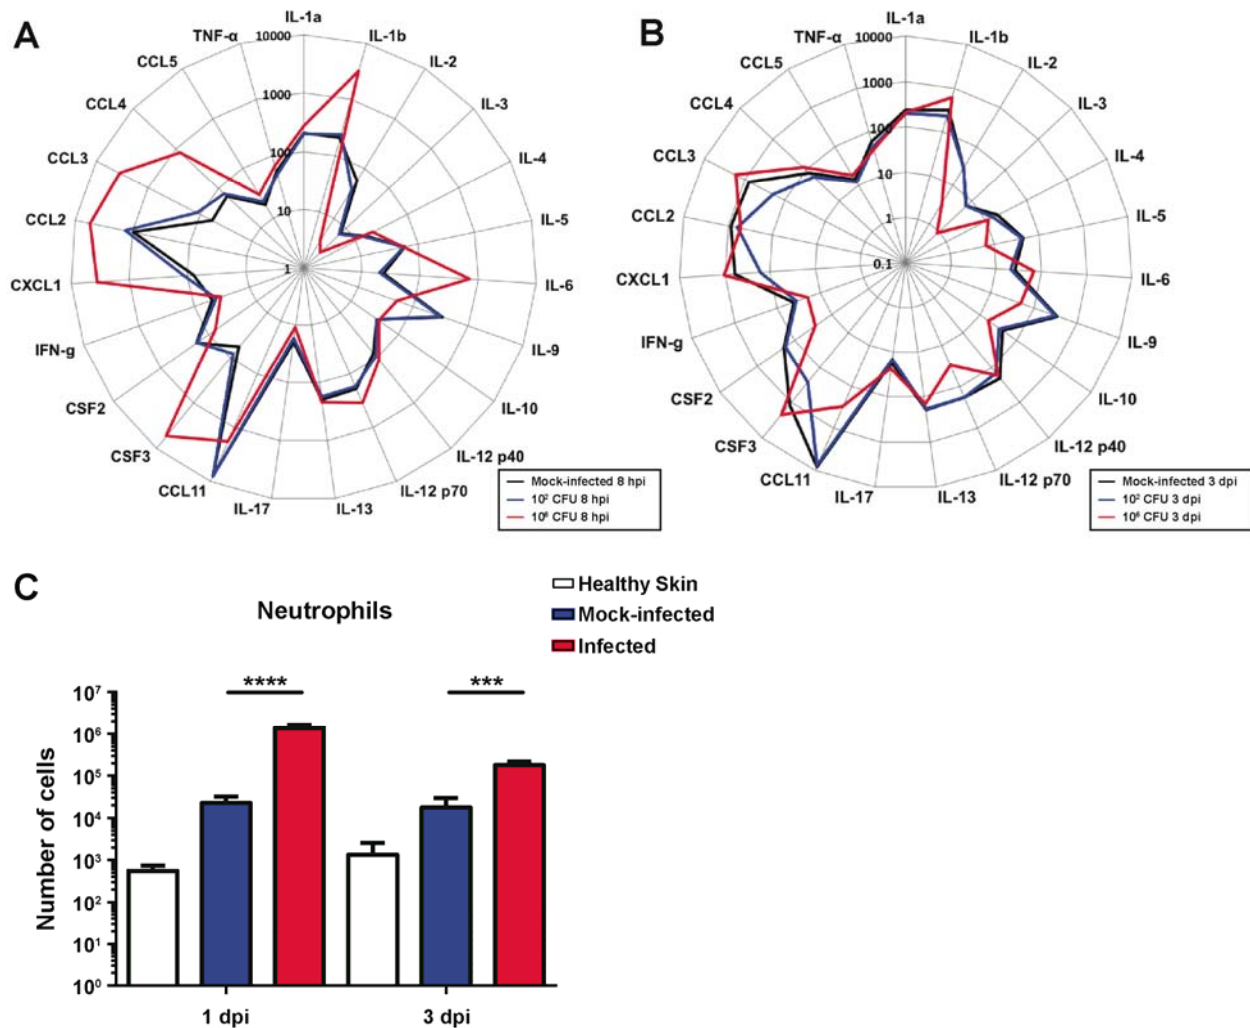 A
IL-1a
IL-1b
IL-2
IL-3
IL-4
IL-5
IL-6
IL-9
IL-10
IL-12 p40
IL-12 p70
IL-13
IL-17
CCL11
CSF3
CSF2
IFN-g
CXCL1
CCL2
CCL3
CCL4
CCL5
TNF-α
10000
1000
100
10
1
Mock-infected 8 hpi
10² CFU 8 hpi
10⁶ CFU 8 hpi
B
IL-1a
IL-1b
IL-2
IL-3
IL-4
IL-5
IL-6
IL-9
IL-10
IL-12 p40
IL-12 p70
IL-13
IL-17
CCL11
CSF3
CSF2
IFN-g
CXCL1
CCL2
CCL3
CCL4
CCL5
TNF-α
10000
1000
100
10
1
0.1
Mock-infected 3 dpi
10² CFU 3 dpi
10⁶ CFU 3 dpi
C
Neutrophils
Healthy Skin
Mock-infected
Infected
Number of cells
10⁷
10⁶
10⁵
10⁴
10³
10²
10¹
10⁰
****
***
1 dpi
3 dpi